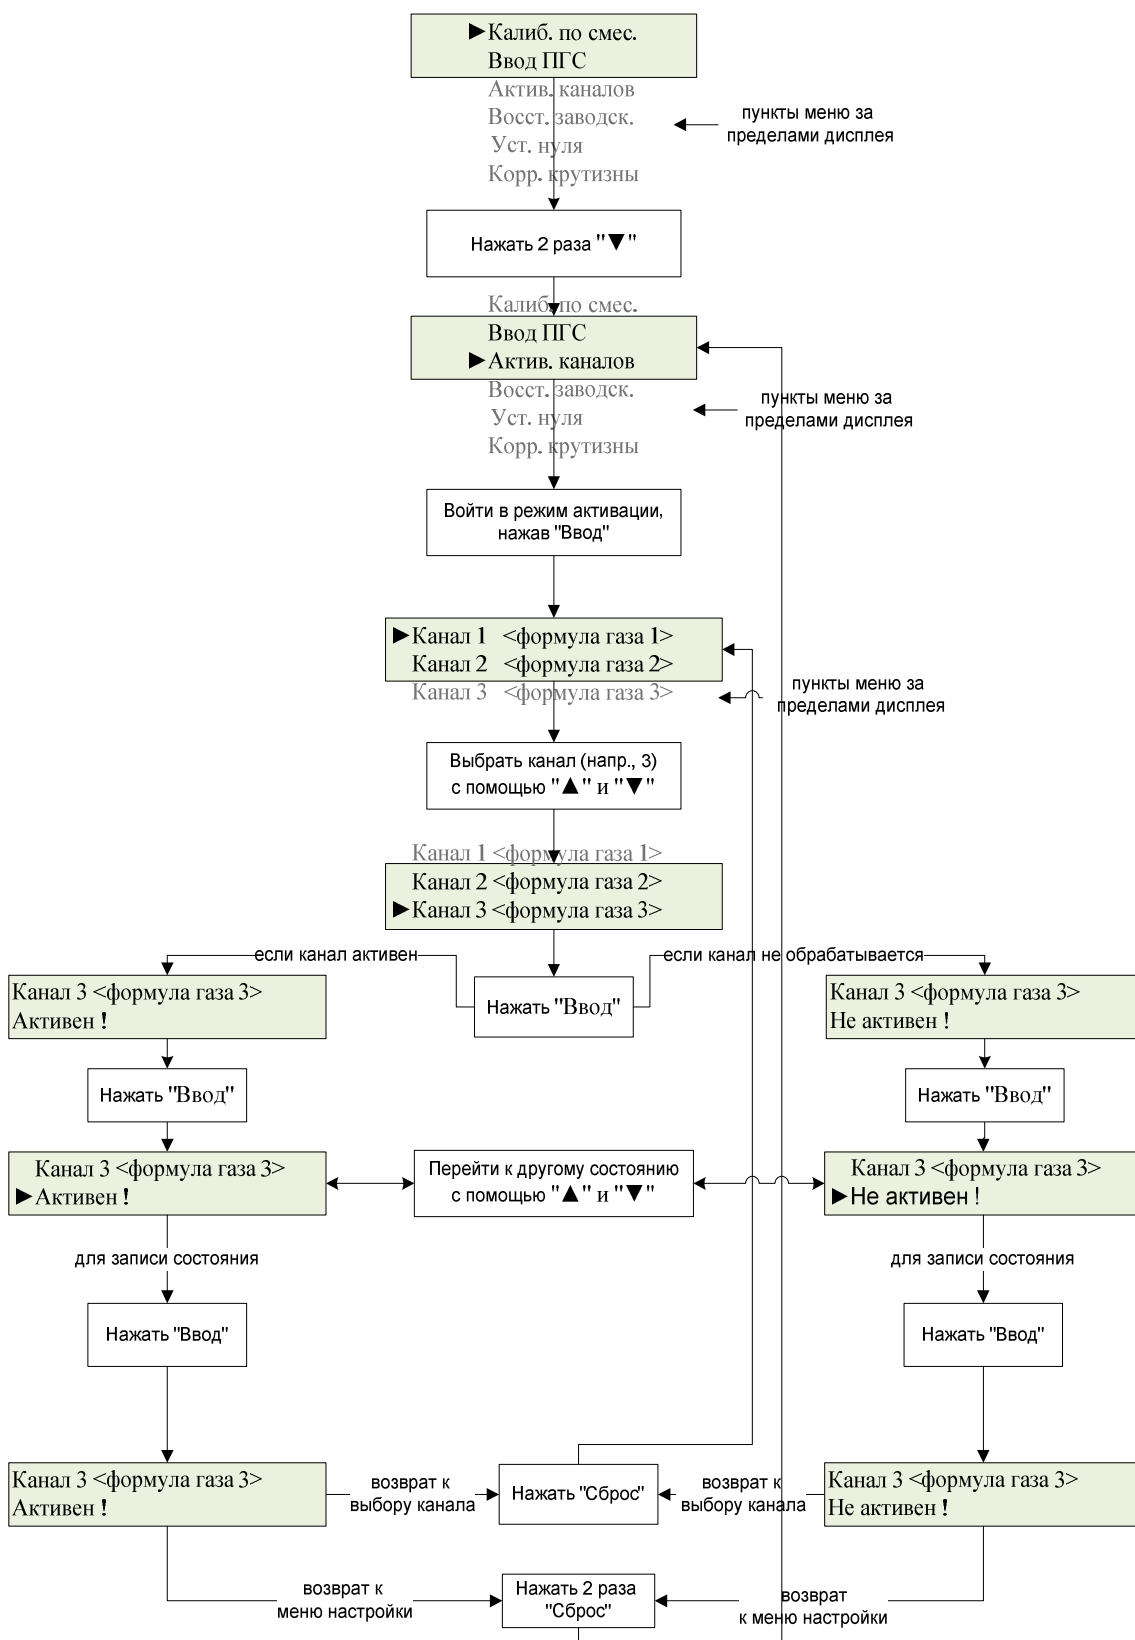 ►Калиб. по смес.
Ввод ПГС
Актив. каналов
Восст. заводск.
Уст. нуля
Корр. крутизны
пункты меню за
пределами дисплея
Нажать 2 раза "▼"
Калиб. по смес.
Ввод ПГС
►Актив. каналов
Восст. заводск.
Уст. нуля
Корр. крутизны
пункты меню за
пределами дисплея
Войти в режим активации,
нажав "Ввод"
►Канал 1 <формула газа 1>
Канал 2 <формула газа 2>
Канал 3 <формула газа 3>
пункты меню за
пределами дисплея
Выбрать канал (напр., 3)
с помощью "▲" и "▼"
Канал 1 <формула газа 1>
Канал 2 <формула газа 2>
►Канал 3 <формула газа 3>
если канал активен
если канал не обрабатывается
Нажать "Ввод"
Канал 3 <формула газа 3>
Активен !
Канал 3 <формула газа 3>
Не активен !
Нажать "Ввод"
Нажать "Ввод"
Канал 3 <формула газа 3>
►Активен !
Перейти к другому состоянию
с помощью "▲" и "▼"
Канал 3 <формула газа 3>
►Не активен !
для записи состояния
для записи состояния
Нажать "Ввод"
Нажать "Ввод"
Канал 3 <формула газа 3>
Активен !
возврат к
выбору канала
Нажать "Сброс"
возврат к
выбору канала
Канал 3 <формула газа 3>
Не активен !
возврат к
меню настройки
Нажать 2 раза
"Сброс"
возврат
к меню настройки